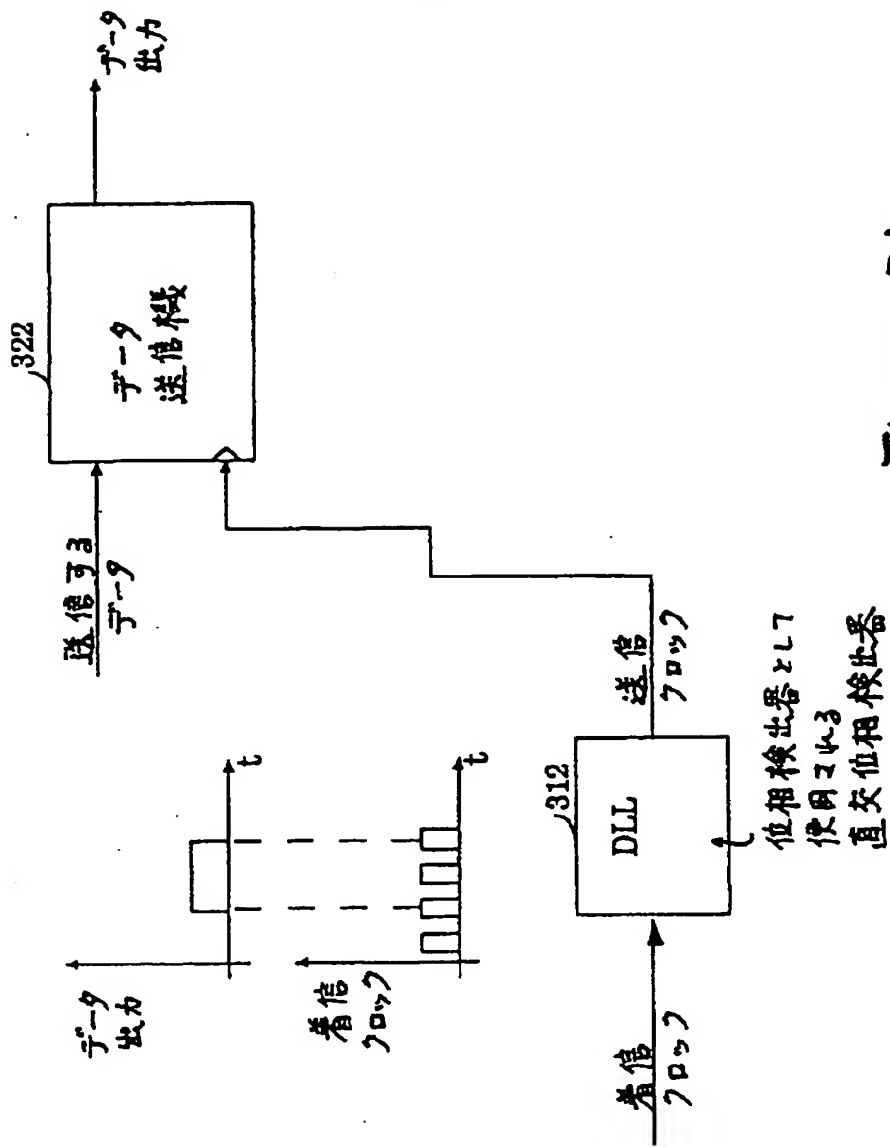 322
データ
出力
データ
送信機
送信する
データ
データ
出力
t
着信
クロック
t
送信
クロック
312
DLL
着信
クロック
位相検出器として
使用される
直交位相検出器